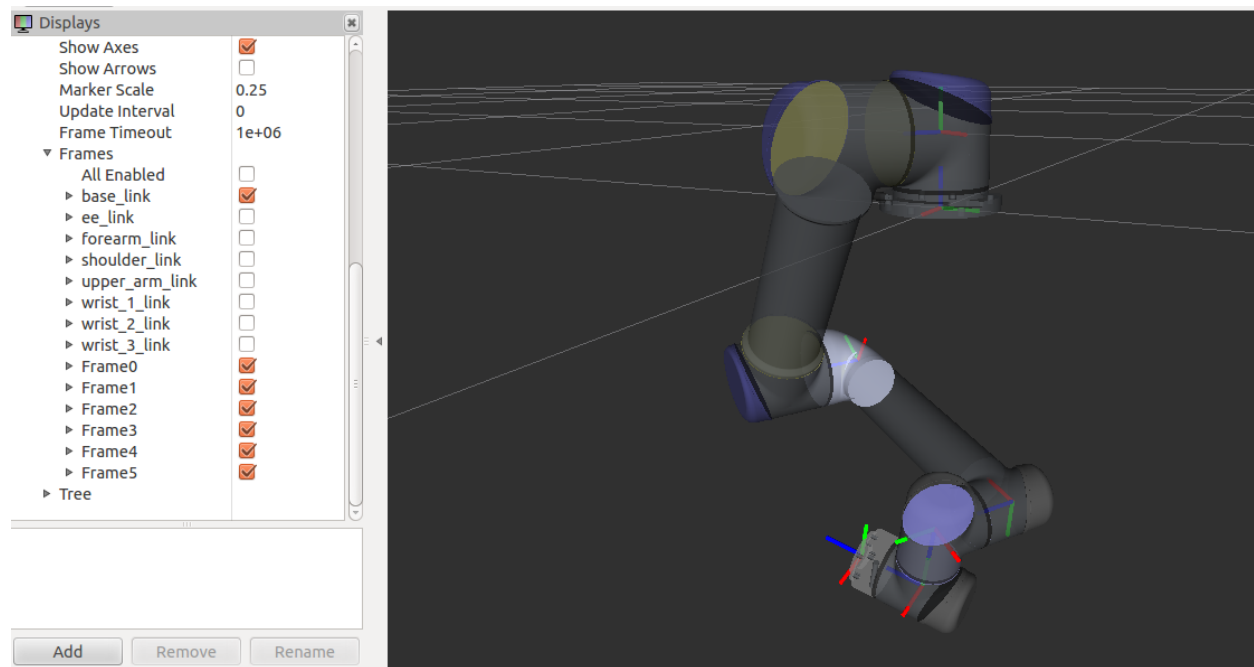 Displays
Show Axes
Show Arrows
Marker Scale 0.25
Update Interval 0
Frame Timeout 1e+06
Frames
All Enabled
base_link
ee_link
forearm_link
shoulder_link
upper_arm_link
wrist_1_link
wrist_2_link
wrist_3_link
Frame0
Frame1
Frame2
Frame3
Frame4
Frame5
Tree
Add Remove Rename